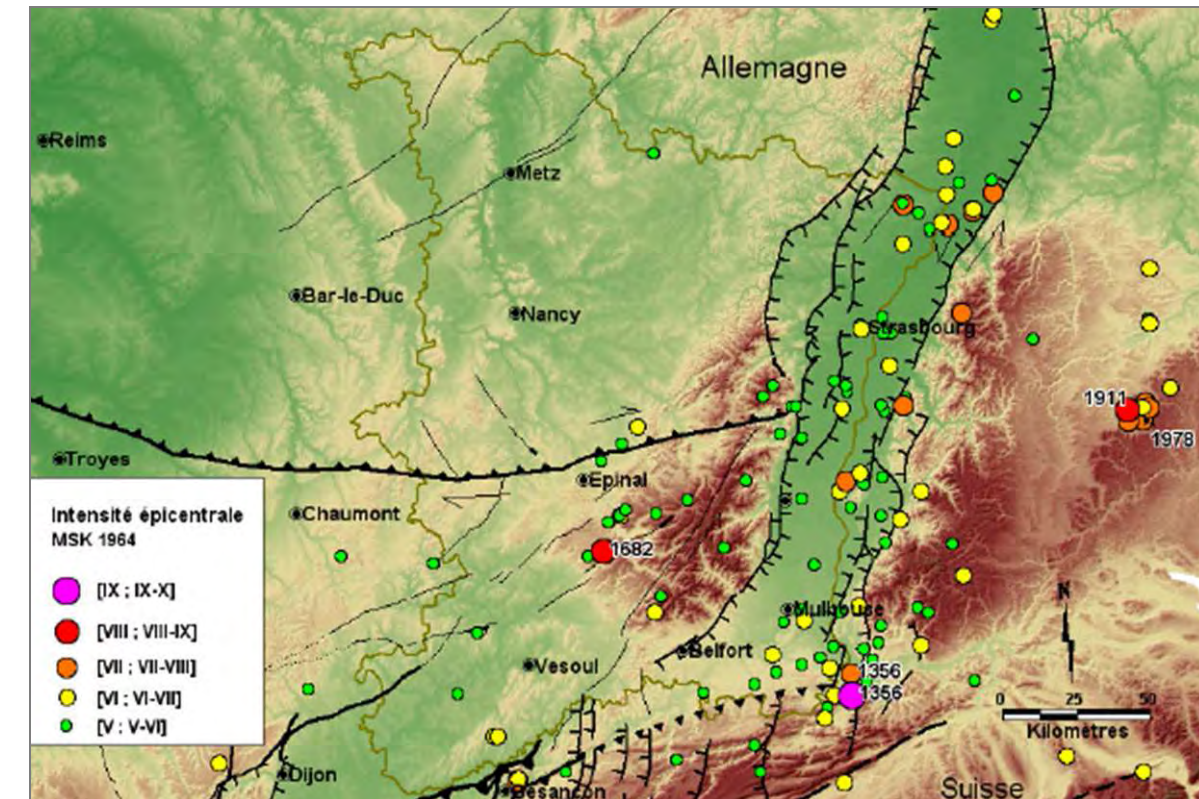 Allemagne
Reims
Metz
Bar-le-Duc
Nancy
Strasbourg
1911
1978
Troyes
Epinal
Chaumont
1682
Intensité épicentrale
MSK 1964
[IX ; IX-X]
[VIII ; VIII-IX]
[VII ; VII-VIII]
[VI ; VI-VII]
[V ; V-VI]
N
Mulhouse
Belfort
Vesoul
1356
1356
0 25 50
Kilomètres
Dijon
Besançon
Suisse